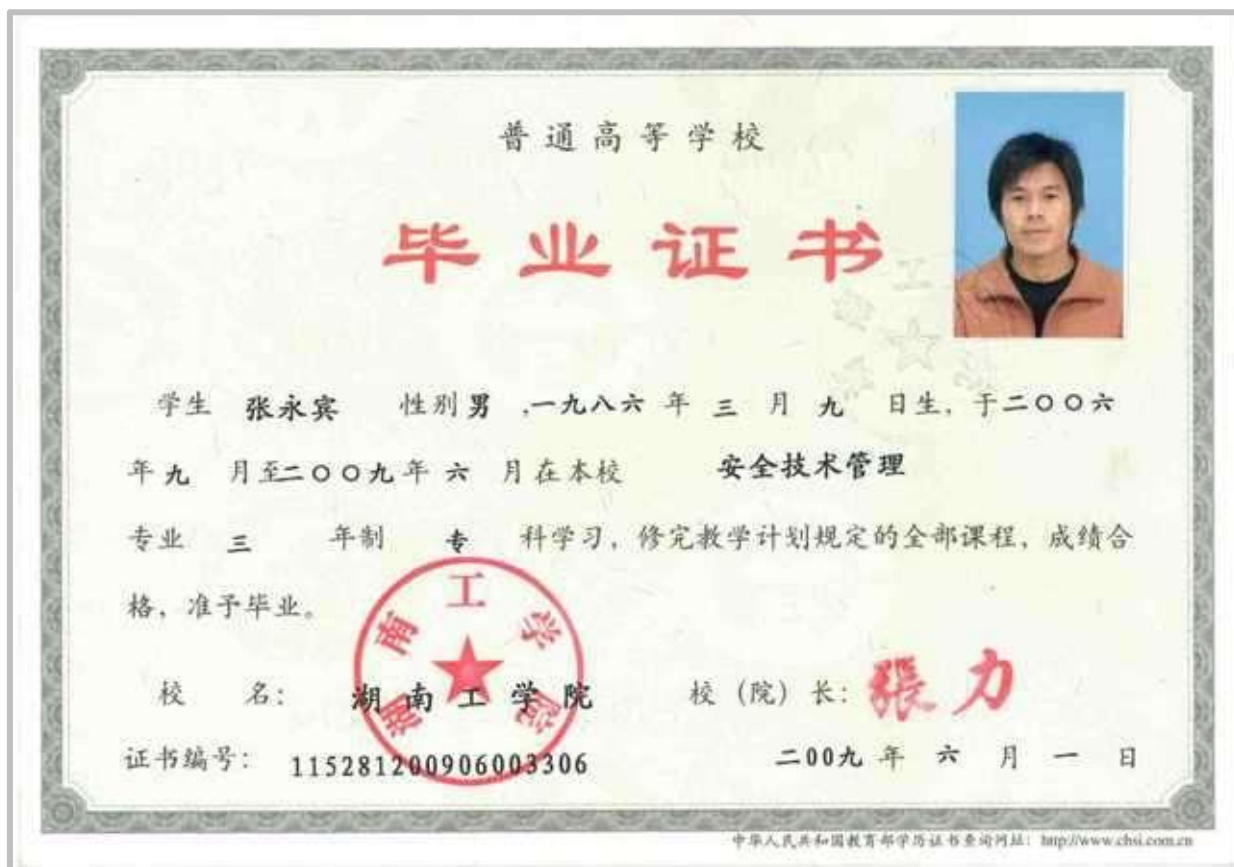 普通高等学校
毕业证书
学生 张永宾 性别 男 ,一九八六 年 三 月 九 日生, 于二〇〇六
年 九 月至二〇〇九年 六 月在本校 安全技术管理
专业 三 年制 专 科学习, 修完教学计划规定的全部课程, 成绩合
格, 准予毕业。
湖南工学院
校 名: 湖南工学院 校(院)长: 張力
证书编号: 115281200906003306 二00九 年 六 月 一 日
中华人民共和国教育部学历证书查询网址: http://www.chsi.com.cn